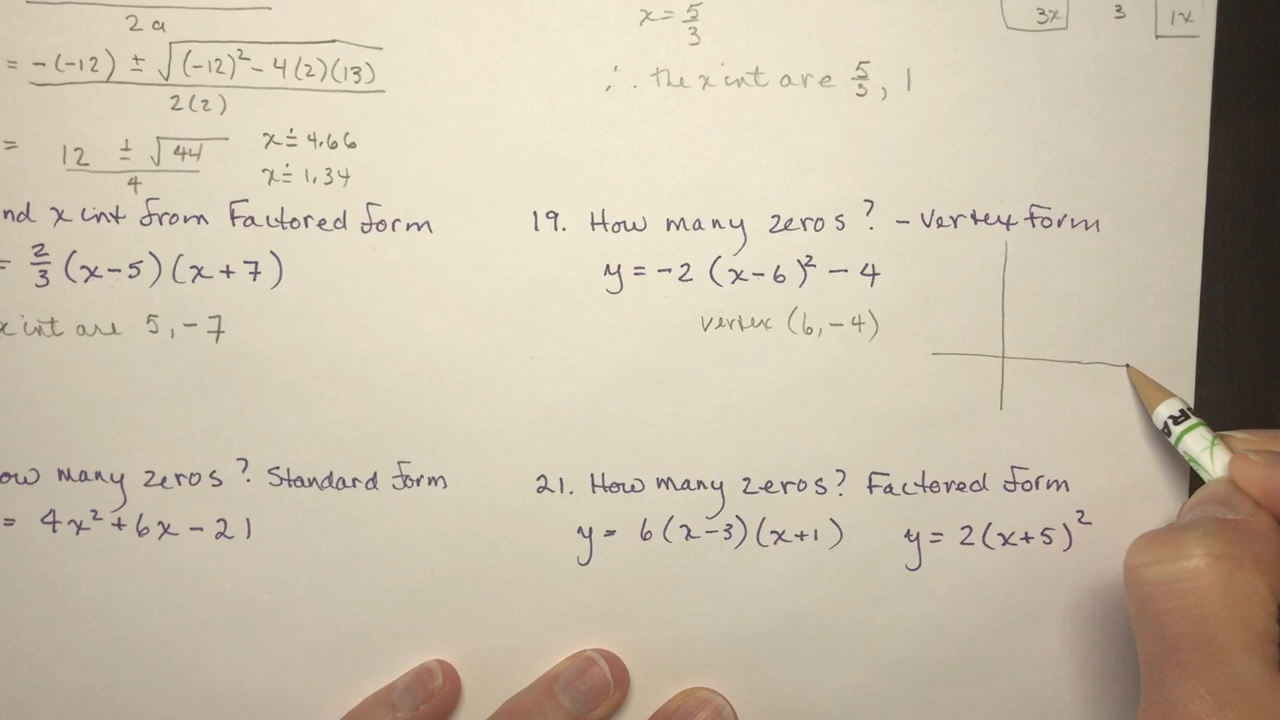 2a
= -(-12) ± √(-12)² - 4(2)(13)
2(2)
= 12 ± √44
4
x ≐ 4.66
x ≐ 1.34
x = 5/3
∴ the x int are 5/3, 1
3x 3 1x
nd x int from Factored form
= 2/3 (x-5)(x+7)
x int are 5, -7
19. How many zeros? - Vertex form
y = -2 (x-6)² - 4
vertex (6, -4)
ow many zeros? Standard form
= 4x² + 6x - 21
21. How many zeros? Factored form
y = 6(x-3)(x+1) y = 2(x+5)²
RRA